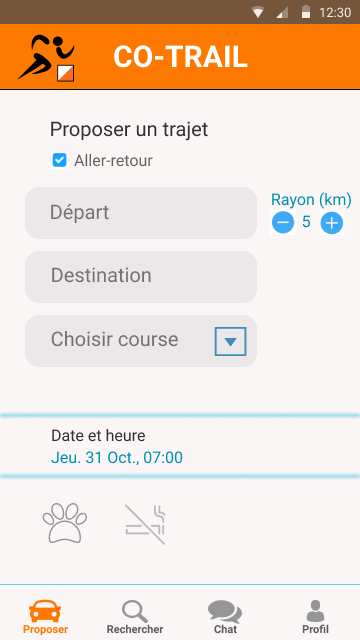 12:30
CO-TRAIL
Proposer un trajet
Aller-retour
Départ
Rayon (km)
5
Destination
Choisir course
Date et heure
Jeu. 31 Oct., 07:00
Proposer
Rechercher
Chat
Profil